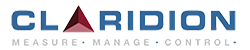 CLARIDION
MEASURE • MANAGE • CONTROL •